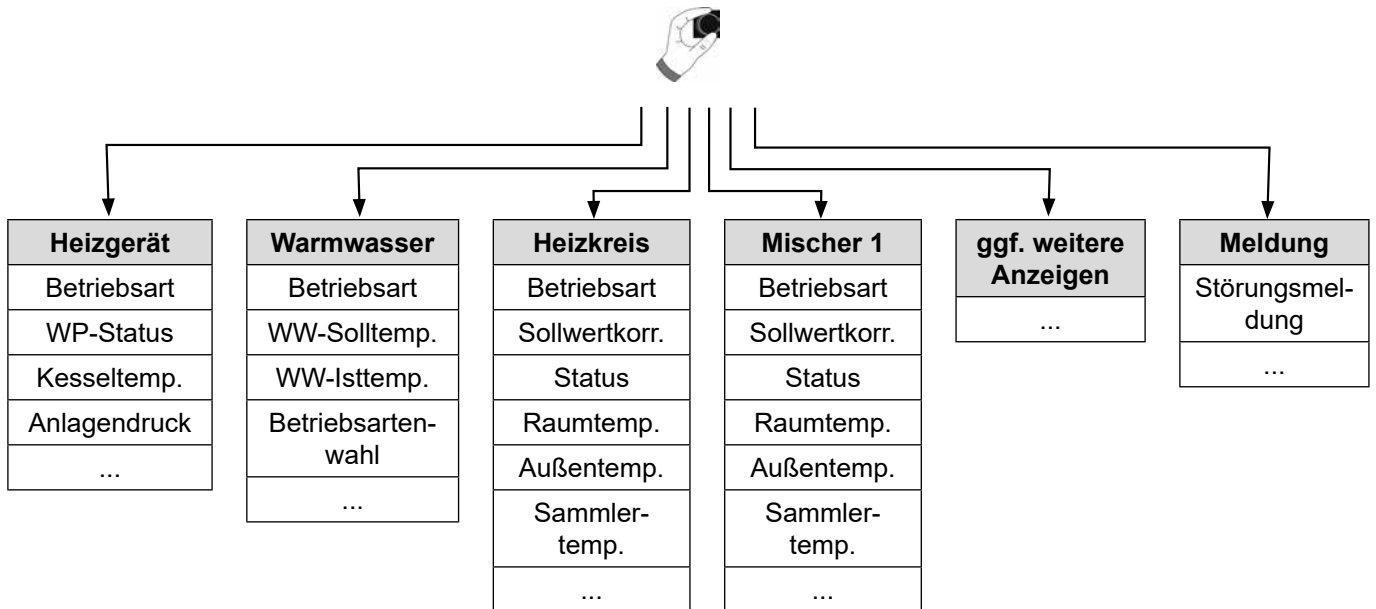 Heizgerät
Betriebsart
WP-Status
Kesseltemp.
Anlagendruck
...
Warmwasser
Betriebsart
WW-Solltemp.
WW-Isttemp.
Betriebsarten-
wahl
...
Heizkreis
Betriebsart
Sollwertkorr.
Status
Raumtemp.
Außentemp.
Sammler-
temp.
...
Mischer 1
Betriebsart
Sollwertkorr.
Status
Raumtemp.
Außentemp.
Sammler-
temp.
...
ggf. weitere
Anzeigen
...
Meldung
Störungsmel-
dung
...